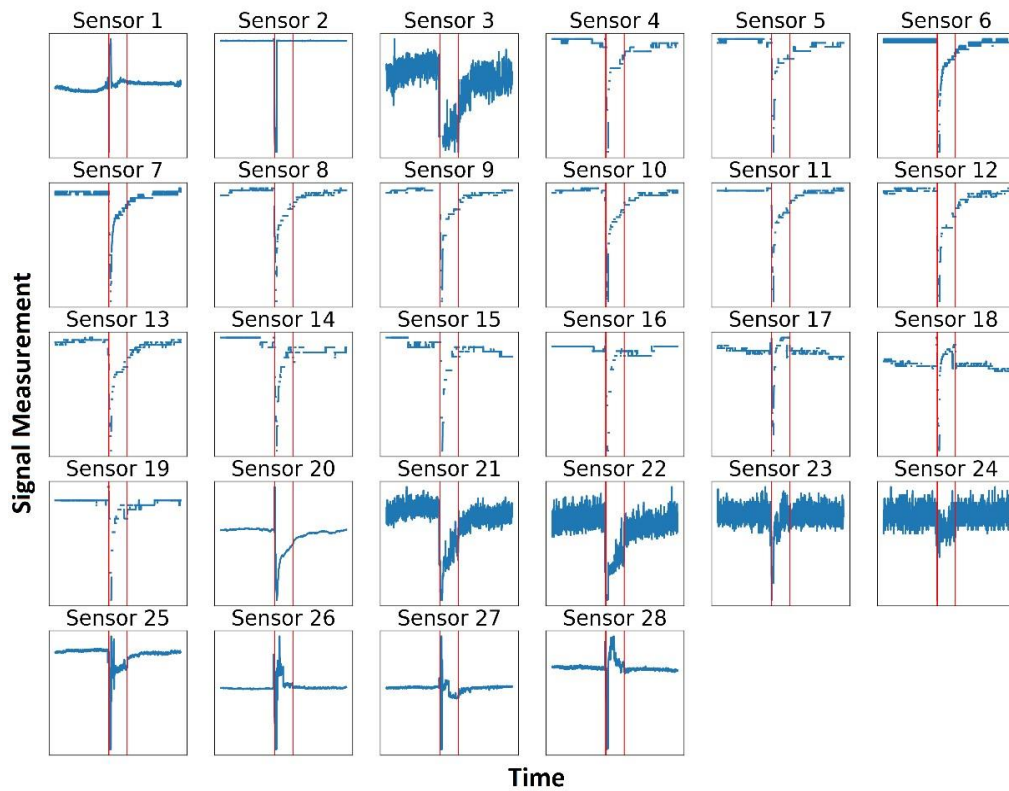 Sensor 1 Sensor 2 Sensor 3 Sensor 4 Sensor 5 Sensor 6
Sensor 7 Sensor 8 Sensor 9 Sensor 10 Sensor 11 Sensor 12
Sensor 13 Sensor 14 Sensor 15 Sensor 16 Sensor 17 Sensor 18
Sensor 19 Sensor 20 Sensor 21 Sensor 22 Sensor 23 Sensor 24
Sensor 25 Sensor 26 Sensor 27 Sensor 28
Signal Measurement
Time